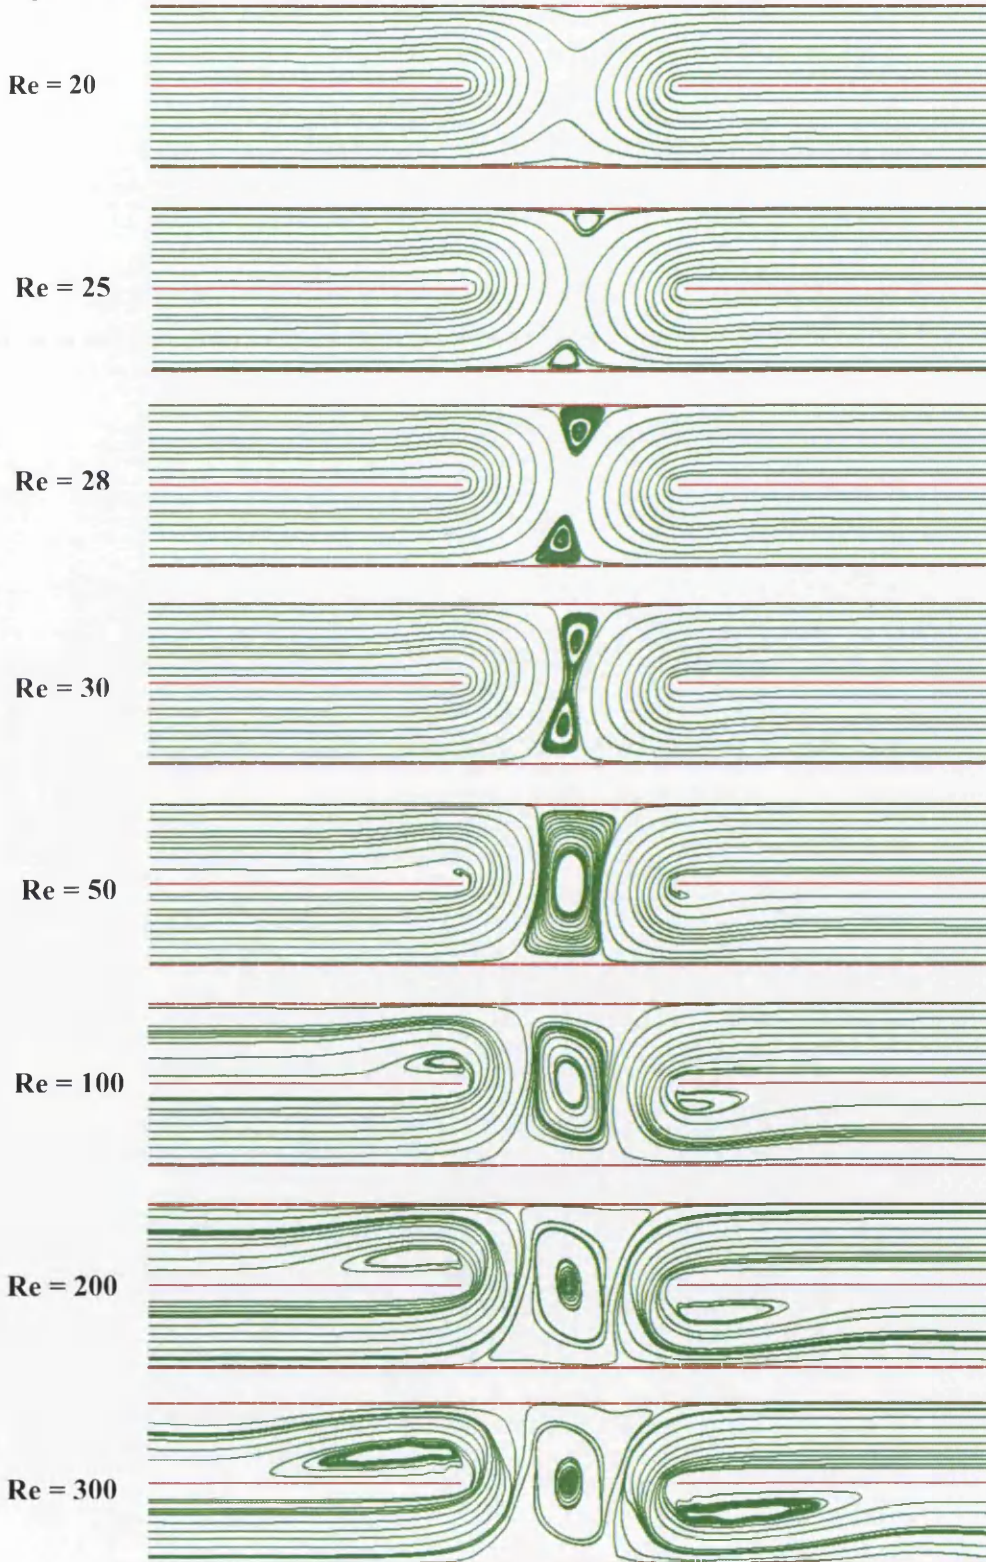 Re = 20
Re = 25
Re = 28
Re = 30
Re = 50
Re = 100
Re = 200
Re = 300